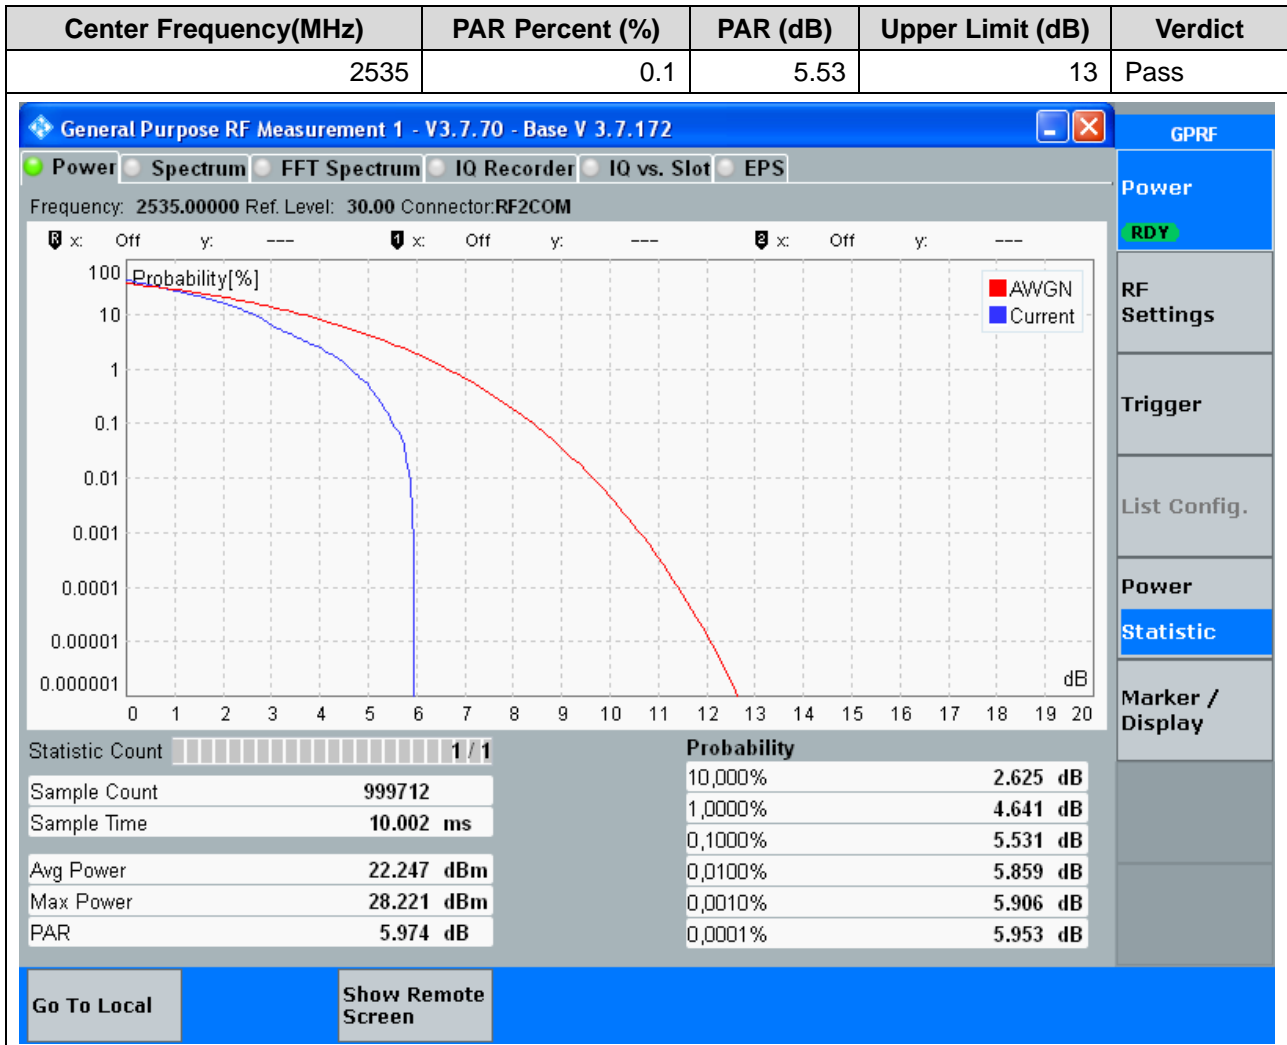 Center Frequency(MHz) PAR Percent (%) PAR (dB) Upper Limit (dB) Verdict
2535 0.1 5.53 13 Pass
General Purpose RF Measurement 1 - V3.7.70 - Base V 3.7.172
GPRF
Power Spectrum FFT Spectrum IQ Recorder IQ vs. Slot EPS
Frequency: 2535.00000 Ref. Level: 30.00 Connector:RF2COM
R x: Off y: --- 1 x: Off y: --- 2 x: Off y: ---
Probability[%]
AWGN
Current
100
10
1
0.1
0.01
0.001
0.0001
0.00001
0.000001
dB
0 1 2 3 4 5 6 7 8 9 10 11 12 13 14 15 16 17 18 19 20
Statistic Count 1 / 1
Sample Count 999712
Sample Time 10.002 ms
Avg Power 22.247 dBm
Max Power 28.221 dBm
PAR 5.974 dB
Probability
10,000% 2.625 dB
1,0000% 4.641 dB
0,1000% 5.531 dB
0,0100% 5.859 dB
0,0010% 5.906 dB
0,0001% 5.953 dB
Power
RDY
RF
Settings
Trigger
List Config.
Power
Statistic
Marker /
Display
Go To Local
Show Remote
Screen